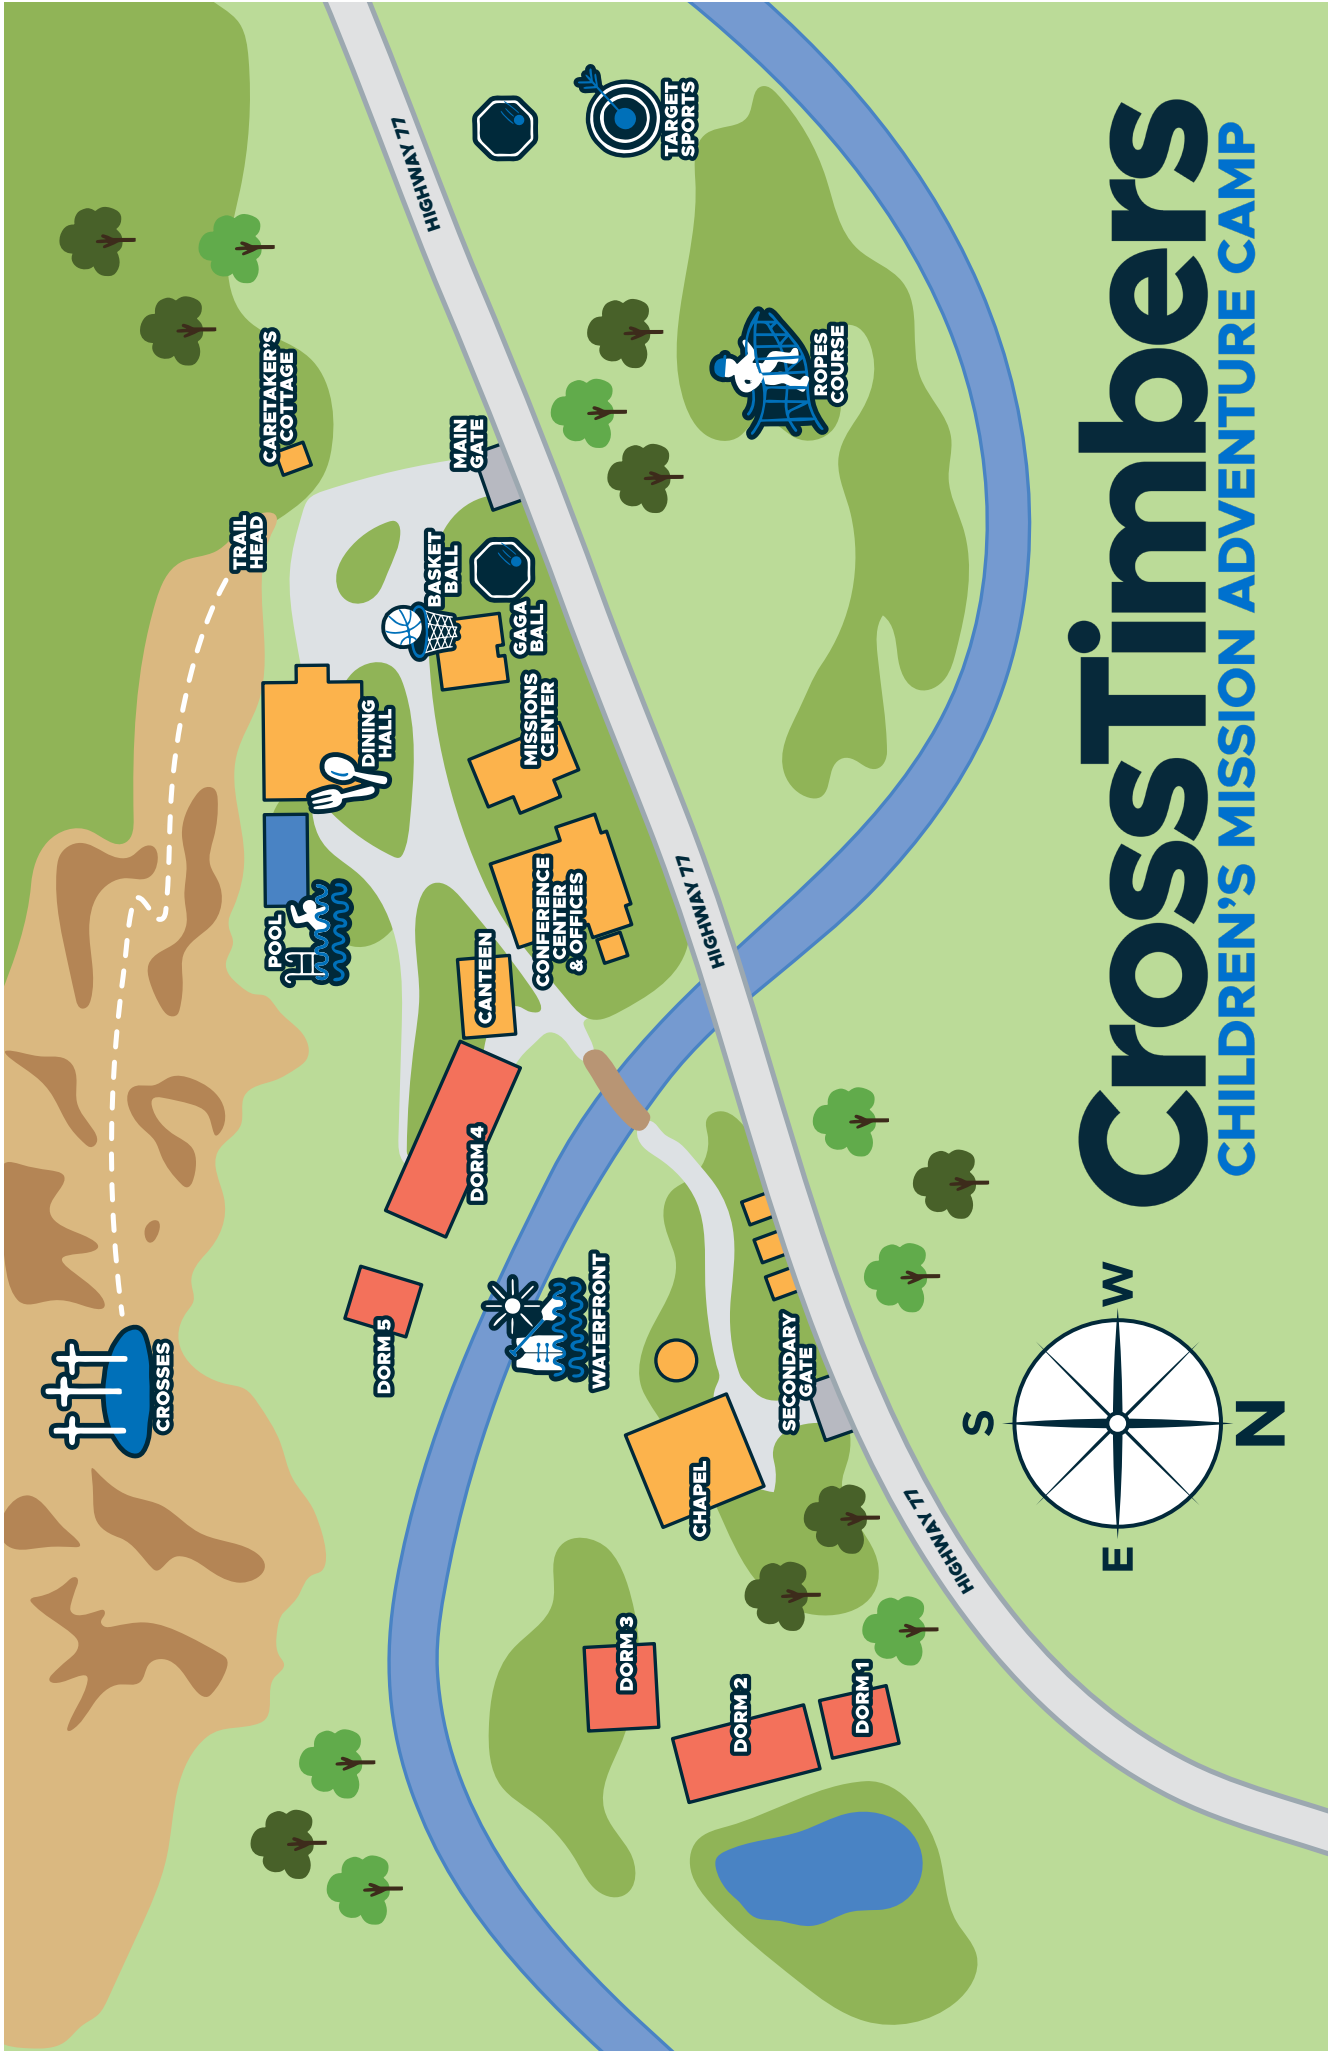 CrossTimbers
CHILDREN'S MISSION ADVENTURE CAMP
CROSSES
TRAIL
HEAD
CARETAKER'S
COTTAGE
POOL
DINING
HALL
BASKET
BALL
MAIN
GATE
HIGHWAY 77
GAGA
BALL
MISSIONS
CENTER
CONFERENCE
CENTER
& OFFICES
CANTEEN
DORM 4
DORM 5
WATERFRONT
TARGET
SPORTS
ROPES
COURSE
HIGHWAY 77
SECONDARY
GATE
CHAPEL
HIGHWAY 77
DORM 3
DORM 2
DORM 1
S
W
E
N